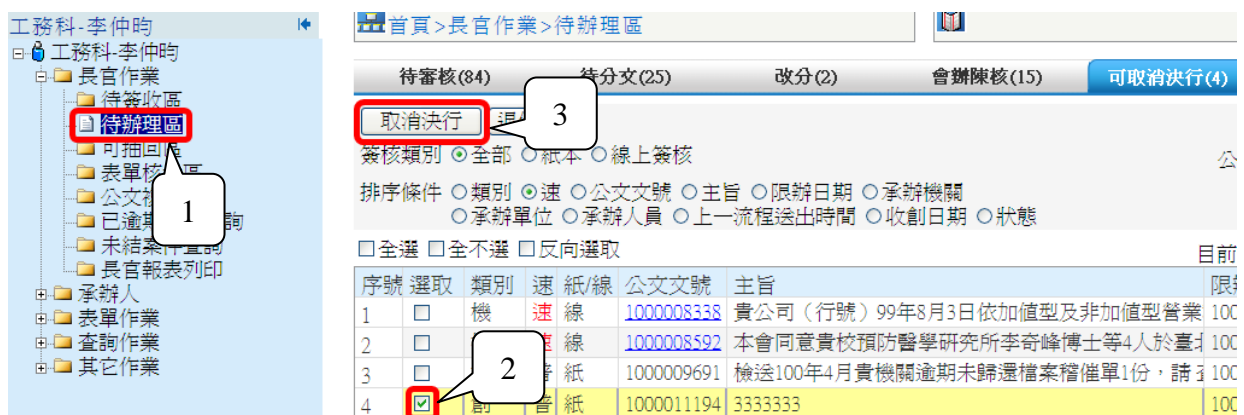 工務科-李仲昀
工務科-李仲昀
長官作業
待簽收區
待辦理區
可抽回區
表單核 區
公文
已逾期 詢
未結案件查詢
長官報表列印
承辦人
表單作業
查詢作業
其它作業
1
首頁>長官作業>待辦理區
待審核(84) 待分文(25) 改分(2) 會辦陳核(15) 可取消決行(4)
取消決行 退
3
簽核類別 全部 紙本 線上簽核
公
排序條件 類別 速 公文文號 主旨 限辦日期 承辦機關
承辦單位 承辦人員 上一流程送出時間 收創日期 狀態
全選 全不選 反向選取
目前
序號 選取 類別 速 紙/線 公文文號 主旨 限辦
1 機 速 線 1000008338 貴公司（行號）99年8月3日依加值型及非加值型營業 100
2 速 線 1000008592 本會同意貴校預防醫學研究所李奇峰博士等4人於臺北 100
3 普 紙 1000009691 檢送100年4月貴機關逾期未歸還檔案稽催單1份，請查 100
4 創 普 紙 1000011194 3333333 100
2